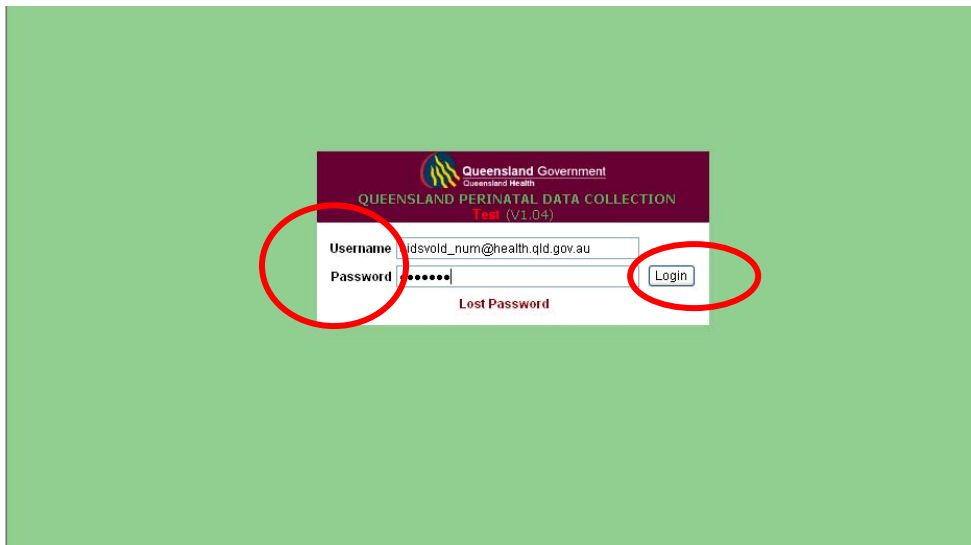 Queensland Government
Queensland Health
QUEENSLAND PERINATAL DATA COLLECTION
Test (V1.04)
Username idsvold_num@health.qld.gov.au
Password •••••••
Login
Lost Password